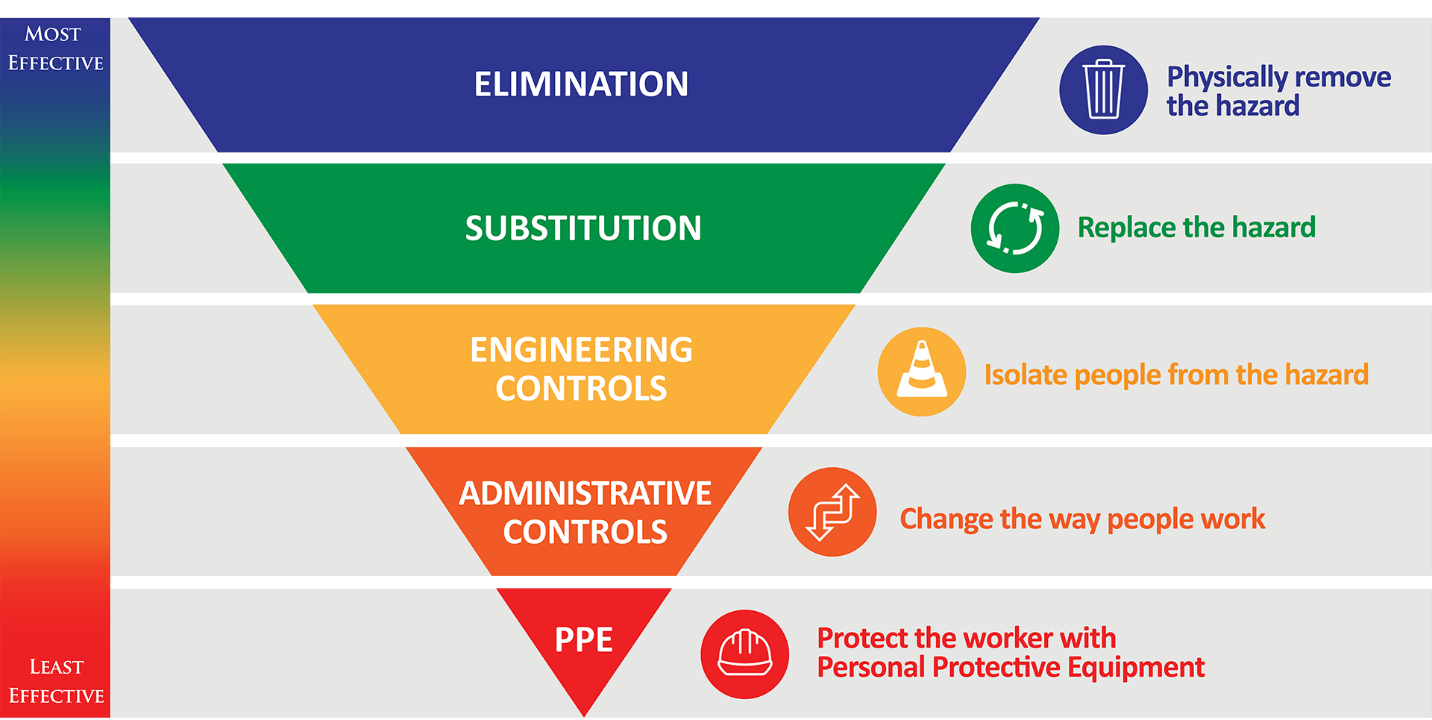 MOST
EFFECTIVE
ELIMINATION
Physically remove
the hazard
SUBSTITUTION
Replace the hazard
ENGINEERING
CONTROLS
Isolate people from the hazard
ADMINISTRATIVE
CONTROLS
Change the way people work
PPE
Protect the worker with
Personal Protective Equipment
LEAST
EFFECTIVE